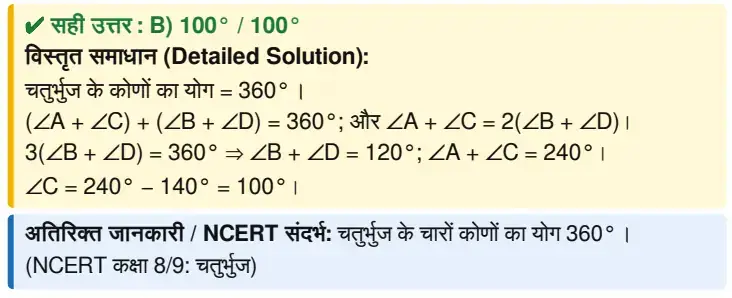 ✔ सही उत्तर : B) 100° / 100°
विस्तृत समाधान (Detailed Solution):
चतुर्भुज के कोणों का योग = 360° ।
(∠A + ∠C) + (∠B + ∠D) = 360°; और ∠A + ∠C = 2(∠B + ∠D)।
3(∠B + ∠D) = 360° ⇒ ∠B + ∠D = 120°; ∠A + ∠C = 240° ।
∠C = 240° − 140° = 100° ।
अतिरिक्त जानकारी / NCERT संदर्भ: चतुर्भुज के चारों कोणों का योग 360° ।
(NCERT कक्षा 8/9: चतुर्भुज)